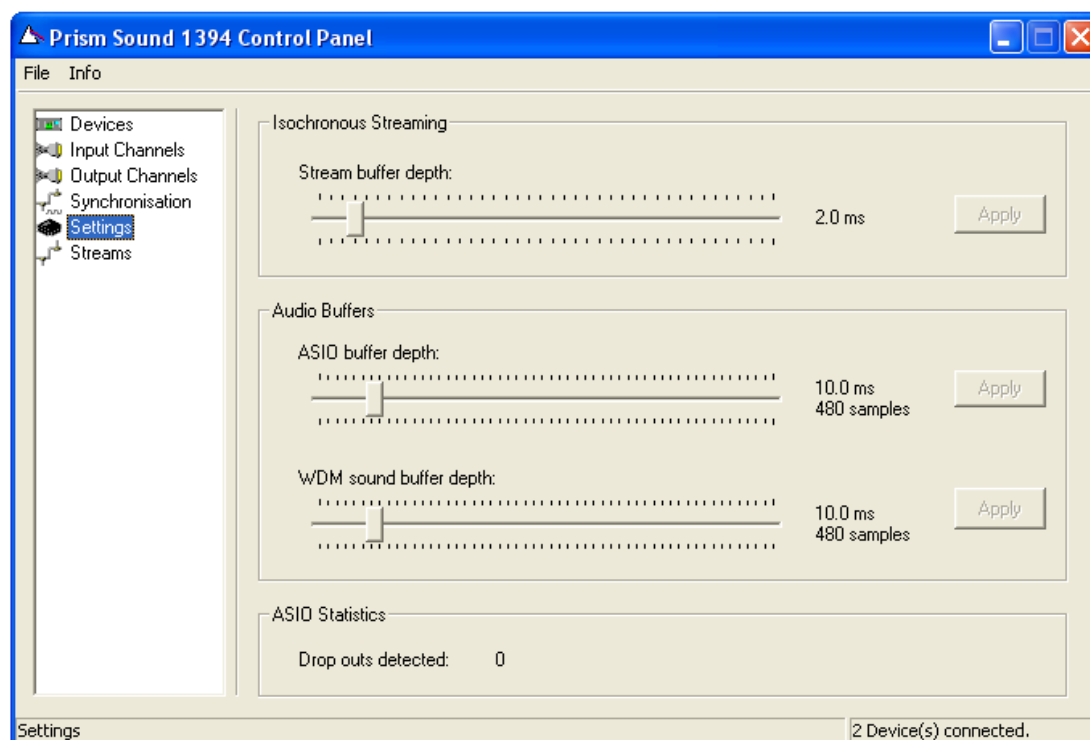 Prism Sound 1394 Control Panel
File Info
Devices
Input Channels
Output Channels
Synchronisation
Settings
Streams
Isochronous Streaming
Stream buffer depth:
2.0 ms
Apply
Audio Buffers
ASIO buffer depth:
10.0 ms
480 samples
Apply
WDM sound buffer depth:
10.0 ms
480 samples
Apply
ASIO Statistics
Drop outs detected: 0
Settings
2 Device(s) connected.